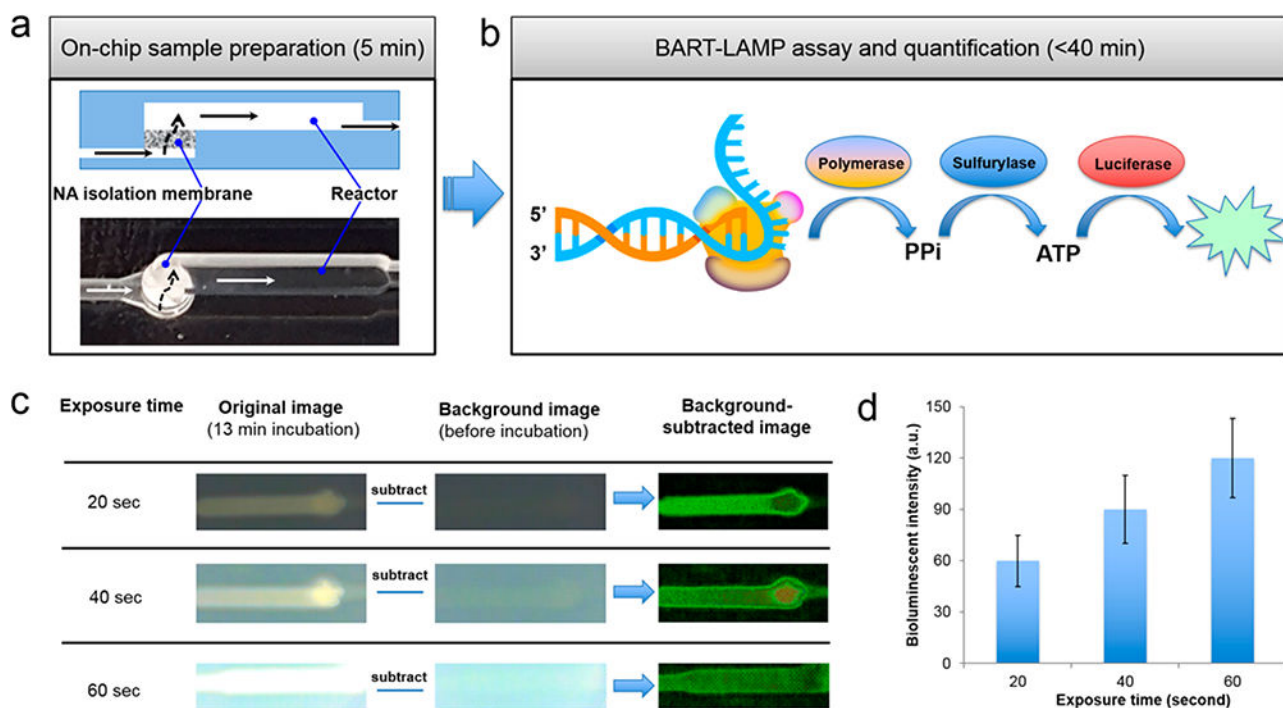 a
On-chip sample preparation (5 min)
NA isolation membrane
Reactor
b
BART-LAMP assay and quantification (<40 min)
5’
3’
Polymerase
Sulfurylase
Luciferase
PPi
ATP
c
Exposure time
Original image
(13 min incubation)
Background image
(before incubation)
Background-
subtracted image
20 sec
subtract
40 sec
subtract
60 sec
subtract
d
Bioluminescent intensity (a.u.)
150
120
90
60
30
0
20
40
60
Exposure time (second)